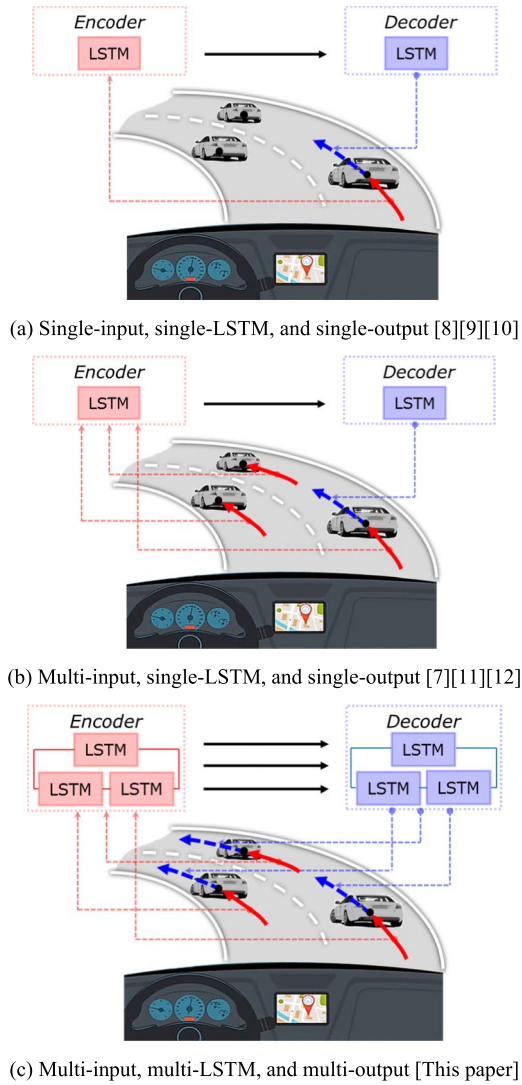 Encoder
Decoder
LSTM
LSTM
(a) Single-input, single-LSTM, and single-output [8][9][10]
Encoder
Decoder
LSTM
LSTM
(b) Multi-input, single-LSTM, and single-output [7][11][12]
Encoder
Decoder
LSTM
LSTM
LSTM
LSTM
LSTM
LSTM
(c) Multi-input, multi-LSTM, and multi-output [This paper]